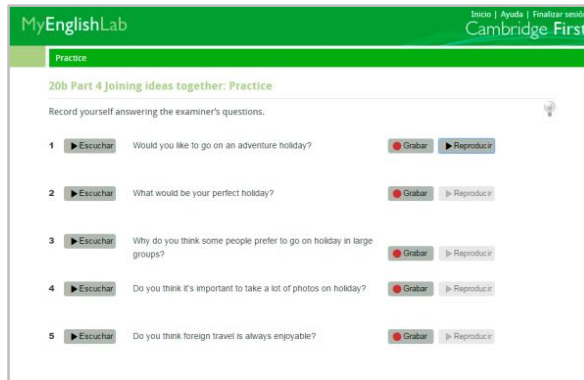 Inicio | Ayuda | Finalizar sesión
MyEnglishLab
Cambridge First
Practice
20b Part 4 Joining ideas together: Practice
Record yourself answering the examiner's questions.
1 Escuchar Would you like to go on an adventure holiday? Grabar Reproducir
2 Escuchar What would be your perfect holiday? Grabar Reproducir
3 Escuchar Why do you think some people prefer to go on holiday in large
groups? Grabar Reproducir
4 Escuchar Do you think it's important to take a lot of photos on holiday? Grabar Reproducir
5 Escuchar Do you think foreign travel is always enjoyable? Grabar Reproducir